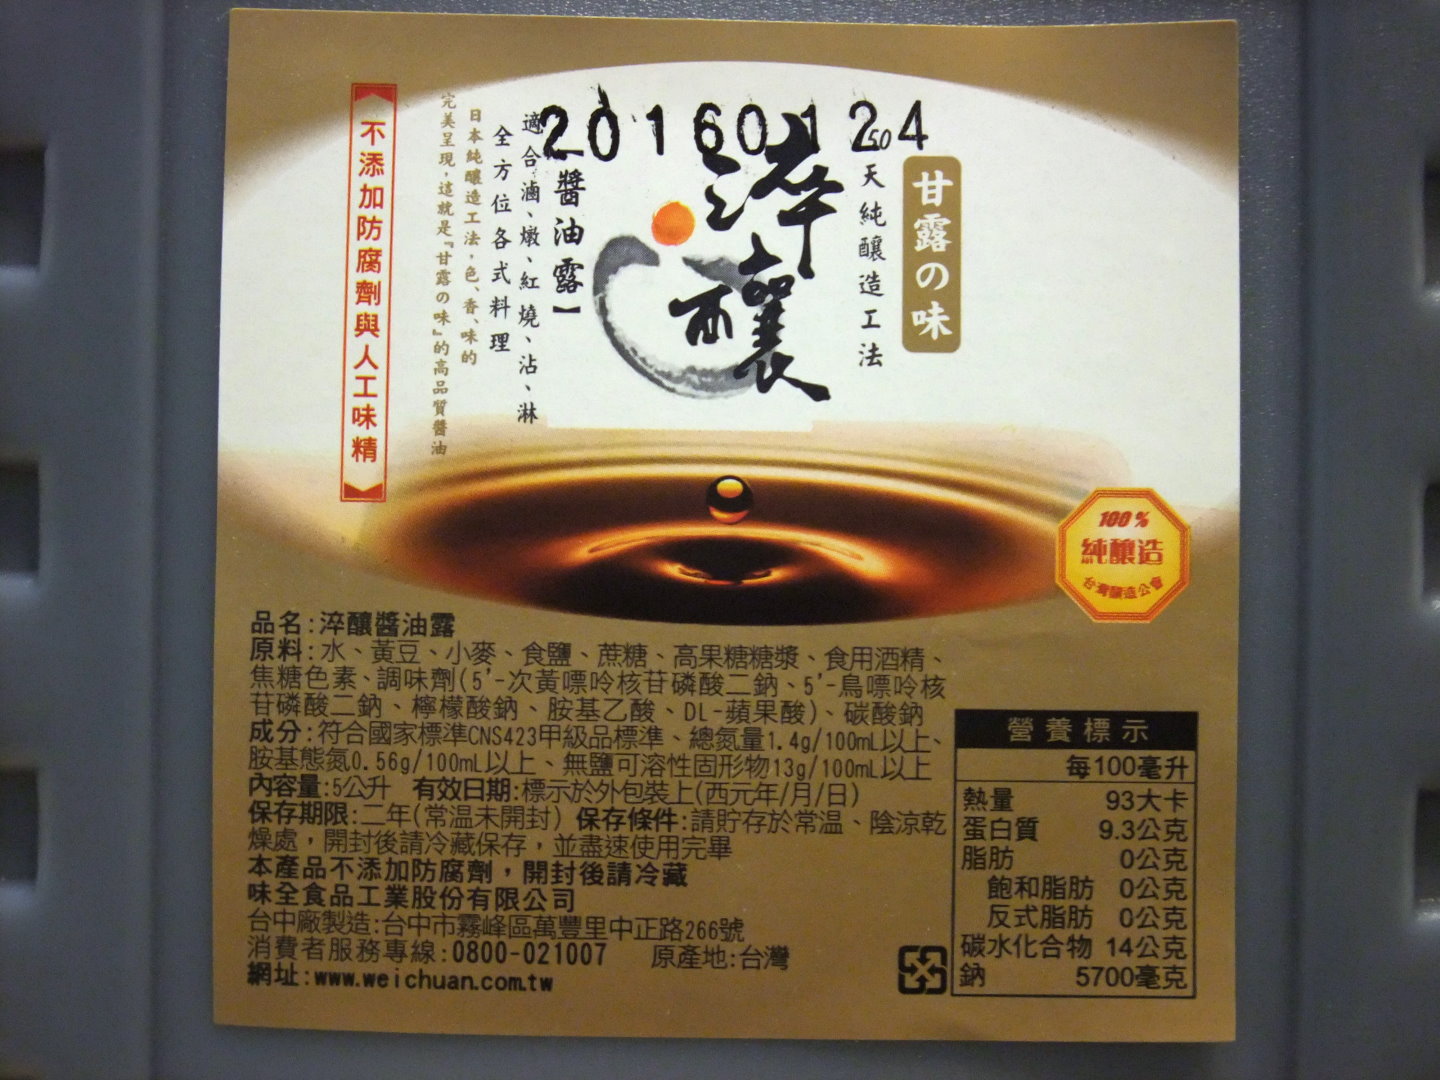 20160124
甘露の味
天純釀造工法
淬釀
【醬油露】
適合滷、燉、紅燒、沾、淋
全方位各式料理
日本純釀造工法，色、香、味的
完美呈現，這就是『甘露の味』的高品質醬油
不添加防腐劑與人工味精
100%
純釀造
台灣釀造公會
品名:淬釀醬油露
原料:水、黃豆、小麥、食鹽、蔗糖、高果糖糖漿、食用酒精、
焦糖色素、調味劑(5'-次黃嘌呤核苷磷酸二鈉、5'-鳥嘌呤核
苷磷酸二鈉、檸檬酸鈉、胺基乙酸、DL-蘋果酸)、碳酸鈉
成分:符合國家標準CNS423甲級品標準、總氮量1.4g/100mL以上、
胺基態氮0.56g/100mL以上、無鹽可溶性固形物13g/100mL以上
內容量:5公升 有效日期:標示於外包裝上(西元年/月/日)
保存期限:二年(常温未開封) 保存條件:請貯存於常温、陰涼乾
燥處，開封後請冷藏保存，並盡速使用完畢
本產品不添加防腐劑，開封後請冷藏
味全食品工業股份有限公司
台中廠製造:台中市霧峰區萬豐里中正路266號
消費者服務專線:0800-021007 原產地:台灣
網址:www.weichuan.com.tw
營養標示
每100毫升
熱量 93大卡
蛋白質 9.3公克
脂肪 0公克
飽和脂肪 0公克
反式脂肪 0公克
碳水化合物 14公克
鈉 5700毫克